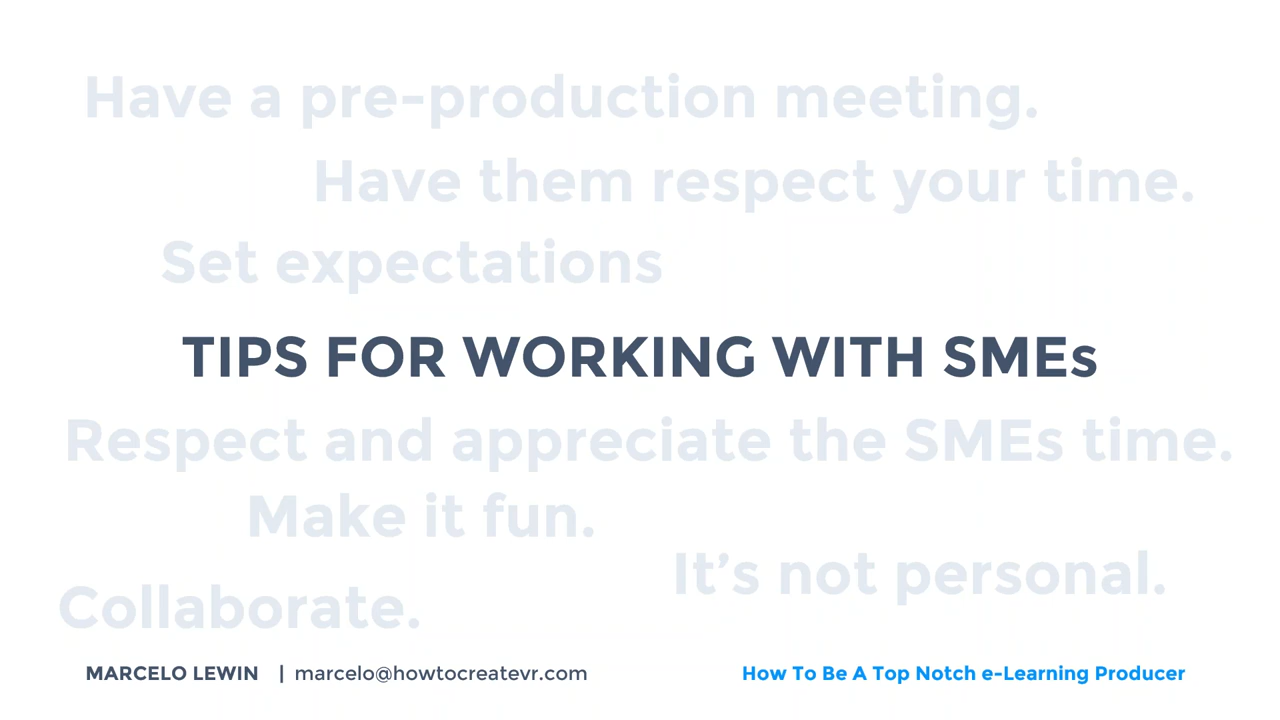 Have a pre-production meeting.
Have them respect your time.
Set expectations
TIPS FOR WORKING WITH SMEs
Respect and appreciate the SMEs time.
Make it fun.
It's not personal.
Collaborate.
MARCELO LEWIN | marcelo@howtocreatevr.com
How To Be A Top Notch e-Learning Producer